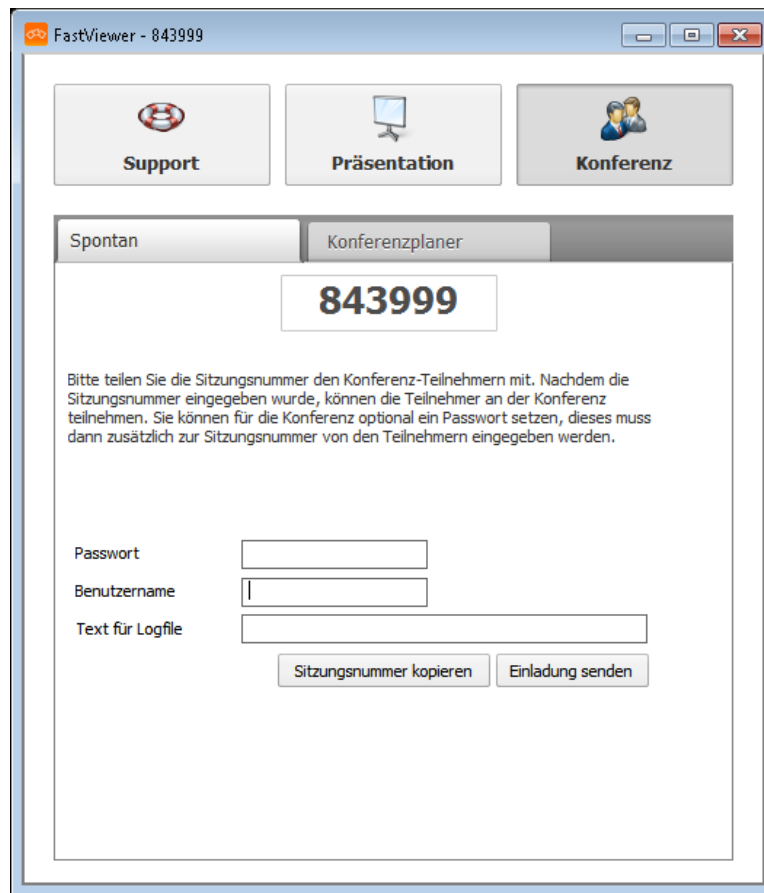 FastViewer - 843999
Support
Präsentation
Konferenz
Spontan
Konferenzplaner
843999
Bitte teilen Sie die Sitzungsnummer den Konferenz-Teilnehmern mit. Nachdem die
Sitzungsnummer eingegeben wurde, können die Teilnehmer an der Konferenz
teilnehmen. Sie können für die Konferenz optional ein Passwort setzen, dieses muss
dann zusätzlich zur Sitzungsnummer von den Teilnehmern eingegeben werden.
Passwort
Benutzername
Text für Logfile
Sitzungsnummer kopieren
Einladung senden